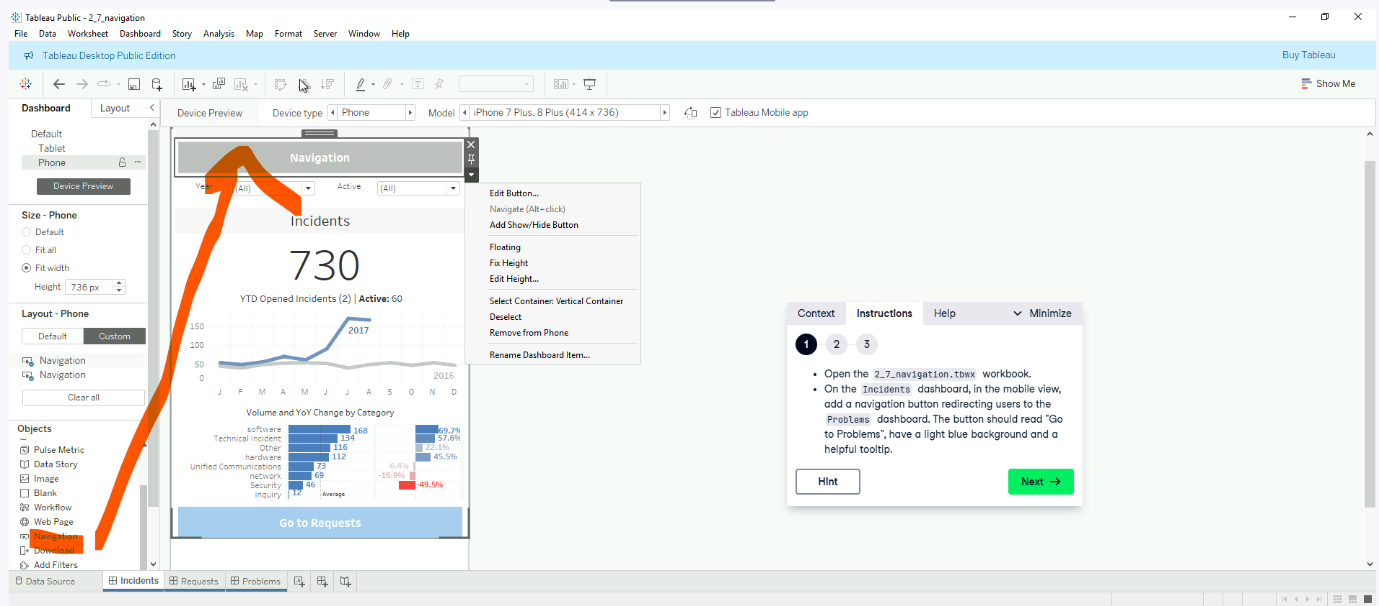 Tableau Public - 2_7_navigation
File Data Worksheet Dashboard Story Analysis Map Format Server Window Help
Tableau Desktop Public Edition Buy Tableau
Show Me
Dashboard Layout
Device Preview Device type Phone Model iPhone 7 Plus, 8 Plus (414 x 736) Tableau Mobile app
Default
Tablet
Phone
Device Preview
Size - Phone
Default
Fit all
Fit width
Height 736 px
Layout - Phone
Default Custom
Navigation
Navigation
Clear all
Objects
Pulse Metric
Data Story
Image
Blank
Workflow
Web Page
Navigation
Download
Add Filters
Navigation
Year (All) Active (All)
Incidents
730
YTD Opened Incidents (2) | Active: 60
150
100
50
0
2017
2016
J F M A M J J A S O N D
Volume and YoY Change by Category
software 168 69.7%
Technical Incident 134 57.6%
Other 116 22.1%
hardware 112 45.5%
Unified Communications 73 -6.4%
network 69 -16.9%
Security 46 -49.5%
inquiry 12 Average
Go to Requests
Edit Button...
Navigate (Alt+click)
Add Show/Hide Button
Floating
Fix Height
Edit Height...
Select Container: Vertical Container
Deselect
Remove from Phone
Rename Dashboard Item...
Context Instructions Help Minimize
1 2 3
• Open the 2_7_navigation.tbwx workbook.
• On the Incidents dashboard, in the mobile view,
add a navigation button redirecting users to the
Problems dashboard. The button should read "Go
to Problems", have a light blue background and a
helpful tooltip.
Hint Next →
Data Source Incidents Requests Problems